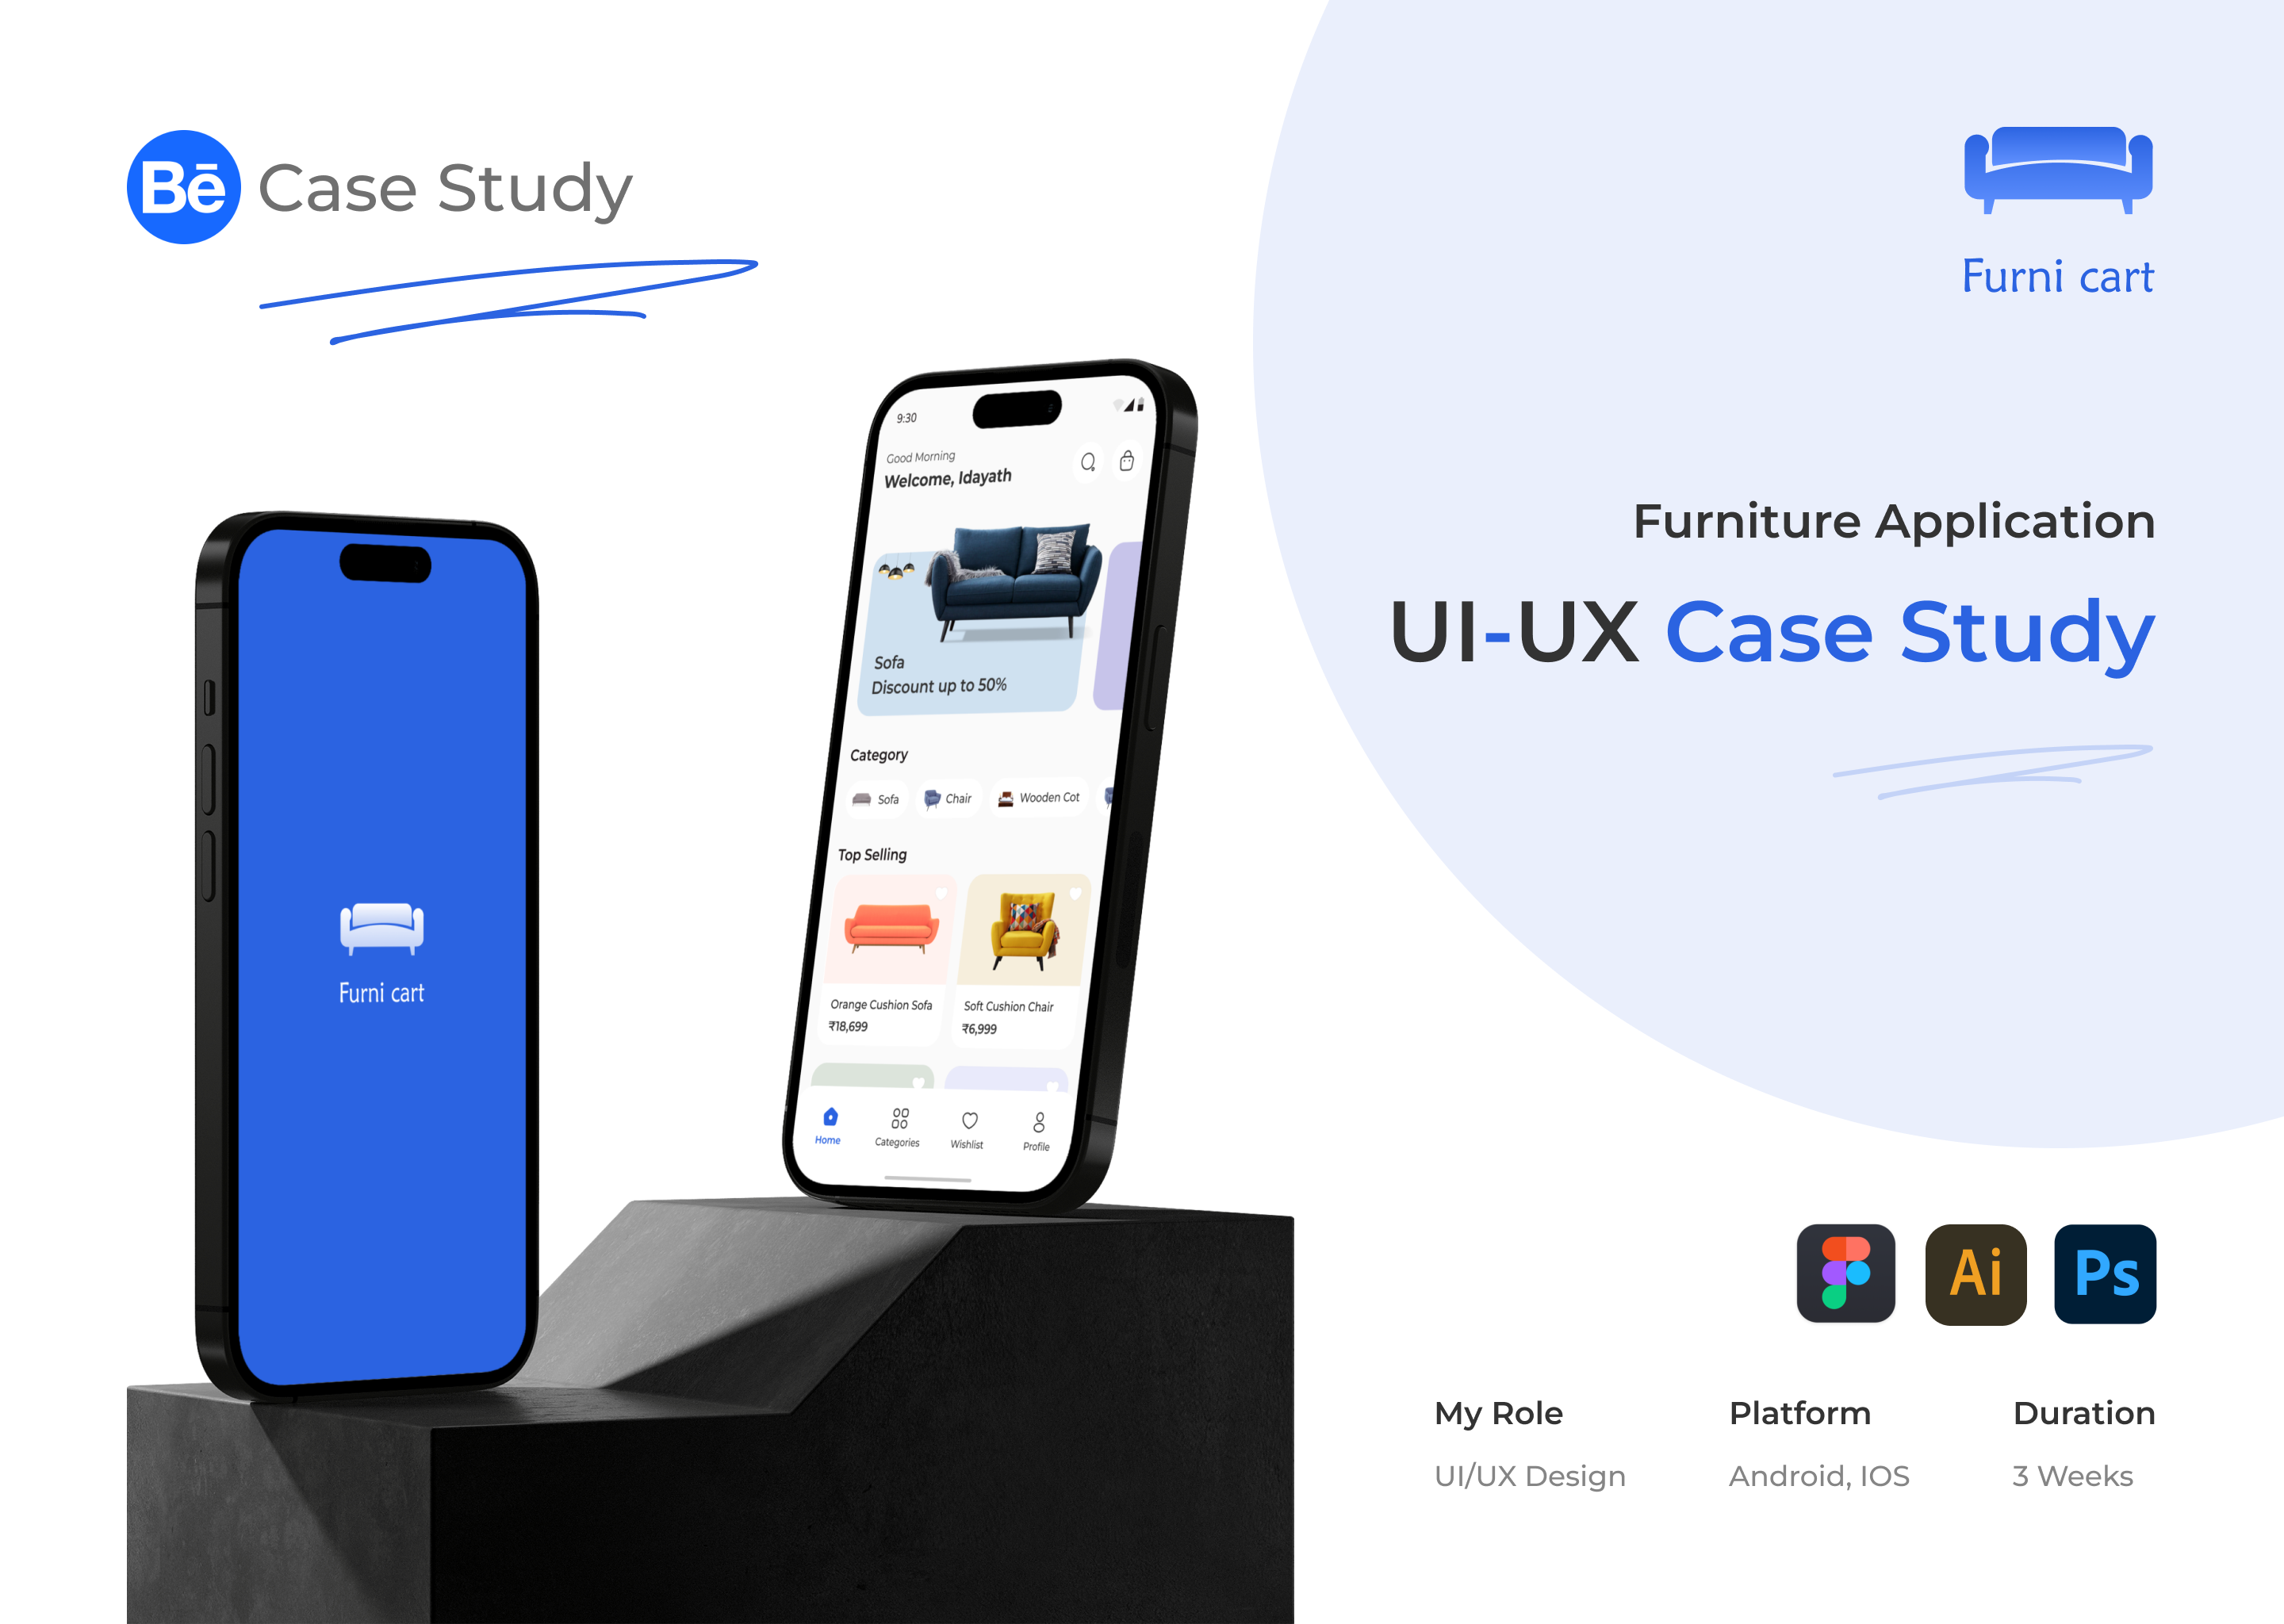 Bē Case Study
Furni cart
Furniture Application
UI-UX Case Study
9:30
Good Morning
Welcome, Idayath
Sofa
Discount up to 50%
Category
Sofa Chair Wooden Cot
Top Selling
Orange Cushion Sofa Soft Cushion Chair
₹18,699 ₹6,999
Home Categories Wishlist Profile
Furni cart
Ai Ps
My Role Platform Duration
UI/UX Design Android, IOS 3 Weeks